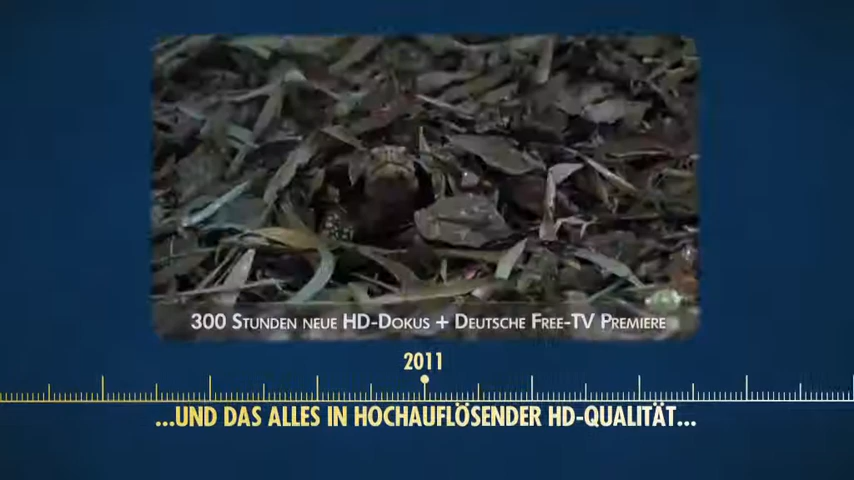 300 Stunden neue HD-Dokus + Deutsche Free-TV Premiere
2011
...UND DAS ALLES IN HOCHAUFLÖSENDER HD-QUALITÄT...